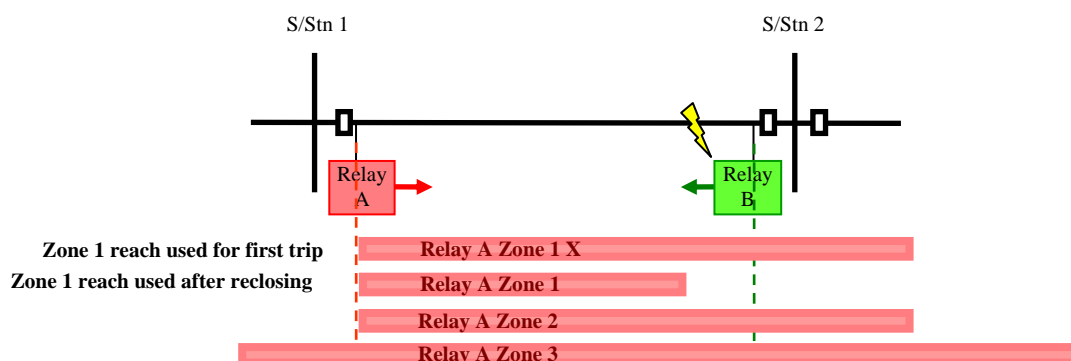 S/Stn 1
S/Stn 2
Relay
A
Relay
B
Zone 1 reach used for first trip
Relay A Zone 1 X
Zone 1 reach used after reclosing
Relay A Zone 1
Relay A Zone 2
Relay A Zone 3